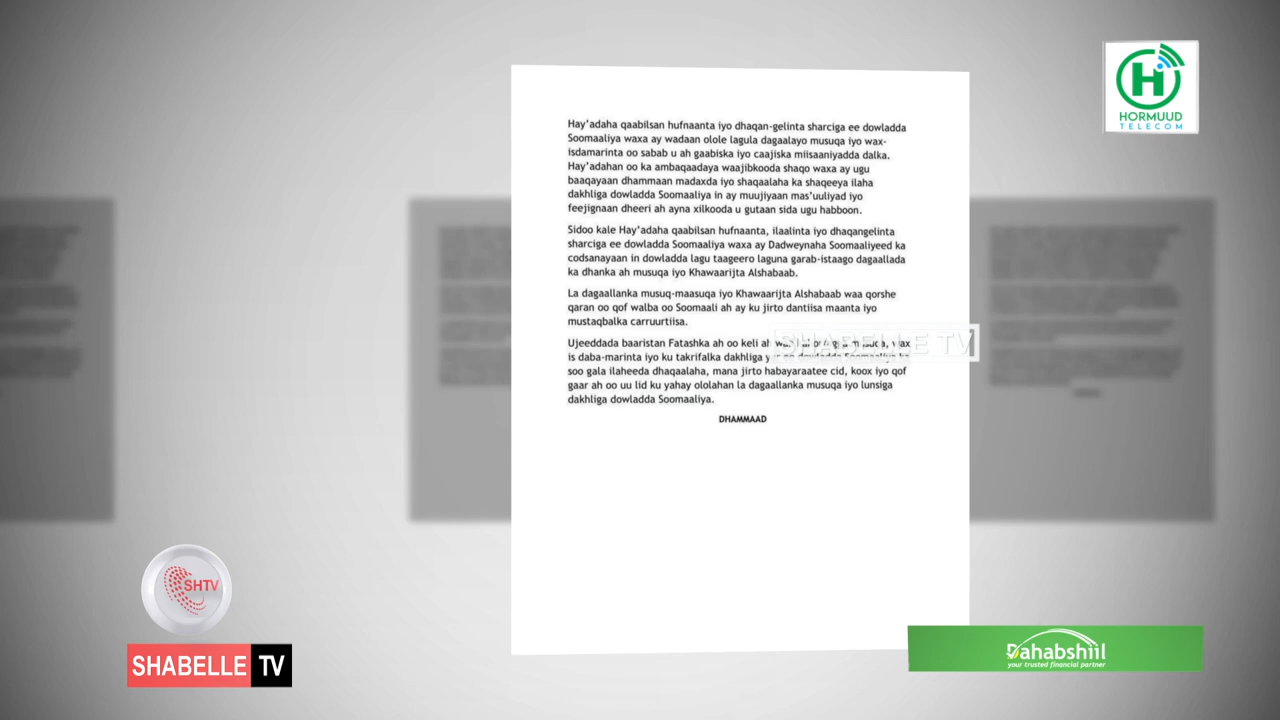 Hay'adaha qaabilsan hufnaanta iyo dhaqan-gelinta sharciga ee dowladda
Soomaaliya waxa ay wadaan olole lagula dagaalayo musuqa iyo wax-
isdamarinta oo sabab u ah gaabiska iyo caajiska miisaaniyadda dalka.
Hay'adahan oo ka ambaqaadaya waajibkooda shaqo waxa ay ugu
baaqayaan dhammaan madaxda iyo shaqaalaha ka shaqeeya ilaha
dakhliga dowladda Soomaaliya in ay muujiyaan mas'uuliyad iyo
feejignaan dheeri ah ayna xilkooda u gutaan sida ugu habboon.
Sidoo kale Hay'adaha qaabilsan hufnaanta, ilaalinta iyo dhaqangelinta
sharciga ee dowladda Soomaaliya waxa ay Dadweynaha Soomaaliyeed ka
codsanayaan in dowladda lagu taageero laguna garab-istaago dagaallada
ka dhanka ah musuqa iyo Khawaarijta Alshabaab.
La dagaallanka musuq-maasuqa iyo Khawaarijta Alshabaab waa qorshe
qaran oo qof walba oo Soomaali ah ay ku jirto dantiisa maanta iyo
mustaqbalka carruurtiisa.
Ujeeddada baaristan Fatashka ah oo keli ah wax
is daba-marinta iyo ku takrifalka dakhliga
soo gala ilaheeda dhaqaalaha, mana jirto habayaraatee cid, koox iyo qof
gaar ah oo uu lid ku yahay ololahan la dagaallanka musuqa iyo lunsiga
dakhliga dowladda Soomaaliya.
DHAMMAAD
SHABELLE TV
H
HORMUUD
TELECOM
SHTV
SHABELLE TV
Dahabshiil
your trusted financial partner